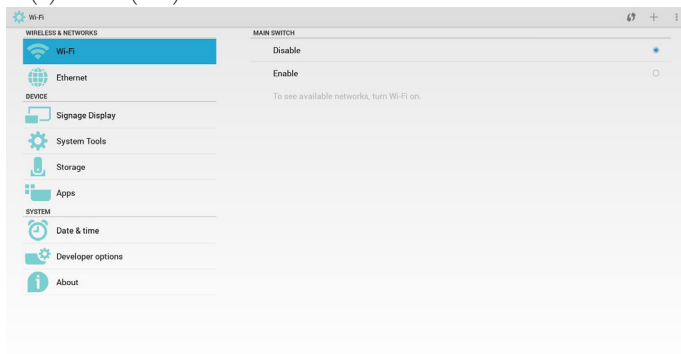 Wi-Fi
WIRELESS & NETWORKS
Wi-Fi
Ethernet
DEVICE
Signage Display
System Tools
Storage
Apps
SYSTEM
Date & time
Developer options
About
MAIN SWITCH
Disable
Enable
To see available networks, turn Wi-Fi on.